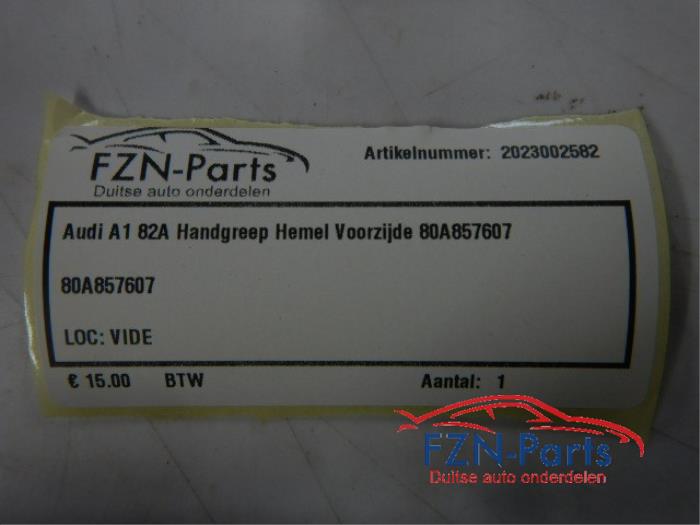 FZN-Parts
Duitse auto onderdelen
Artikelnummer: 2023002582
Audi A1 82A Handgreep Hemel Voorzijde 80A857607
80A857607
LOC: VIDE
€ 15.00 BTW Aantal: 1
FZN-Parts
Duitse auto onderdelen